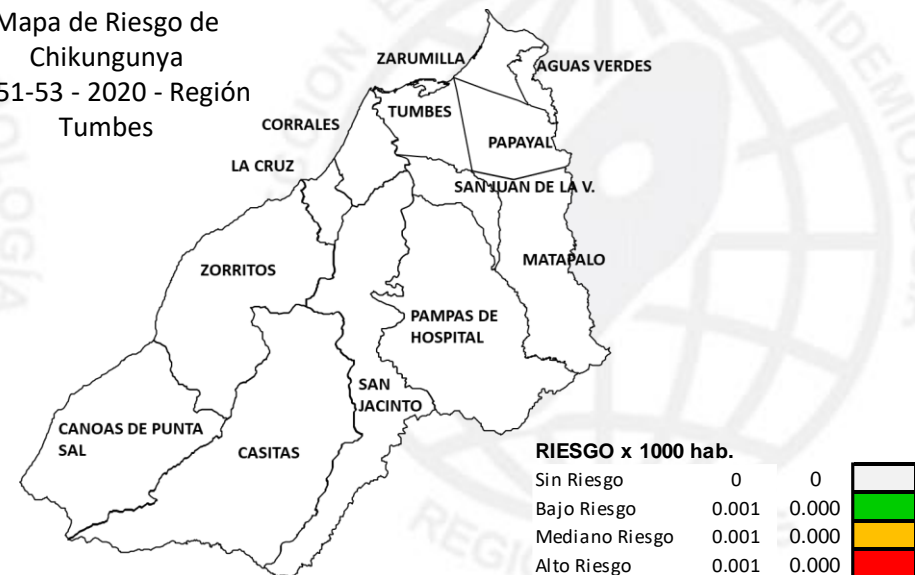 Mapa de Riesgo de
Chikungunya
51-53 - 2020 - Región
Tumbes
ZARUMILLA
AGUAS VERDES
TUMBES
CORRALES
PAPAYAL
LA CRUZ
SAN JUAN DE LA V.
MATAPALO
ZORRITOS
PAMPAS DE
HOSPITAL
SAN
JACINTO
CANOAS DE PUNTA
SAL
CASITAS
RIESGO x 1000 hab.
Sin Riesgo 0 0
Bajo Riesgo 0.001 0.000
Mediano Riesgo 0.001 0.000
Alto Riesgo 0.001 0.000